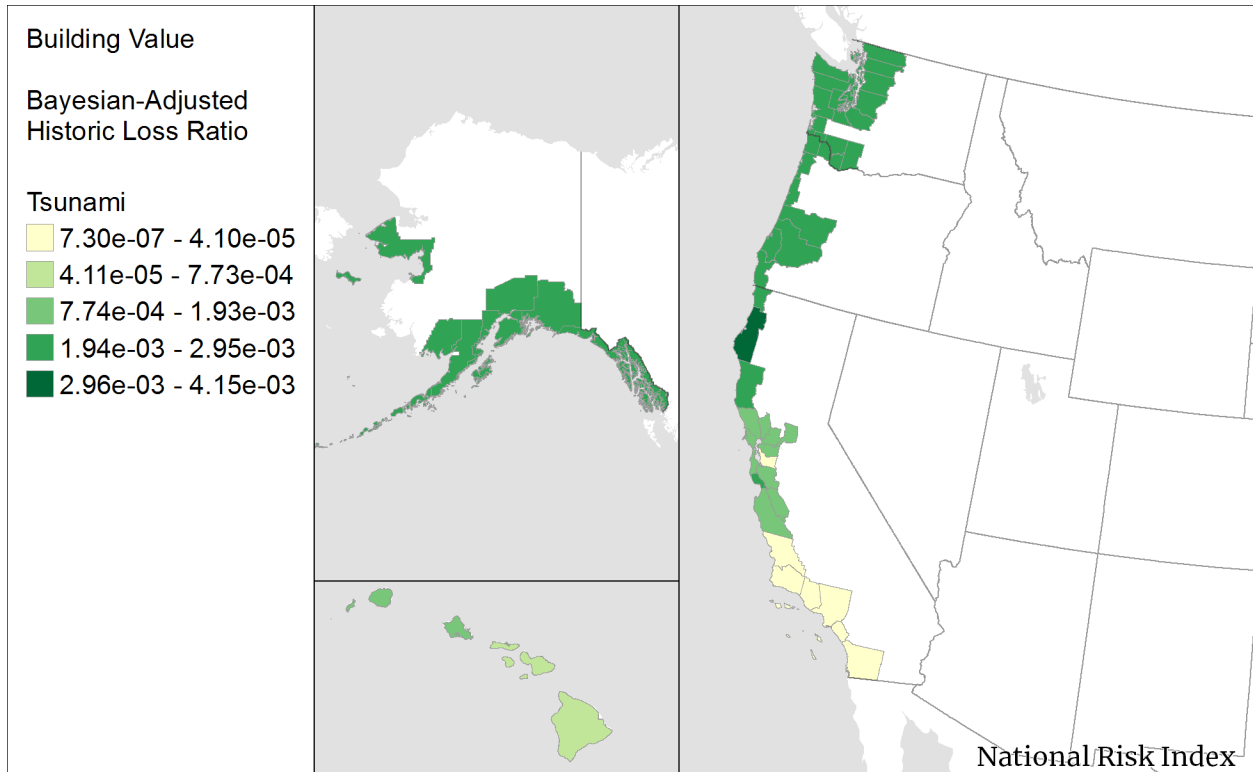 Building Value
Bayesian-Adjusted
Historic Loss Ratio
Tsunami
7.30e-07 - 4.10e-05
4.11e-05 - 7.73e-04
7.74e-04 - 1.93e-03
1.94e-03 - 2.95e-03
2.96e-03 - 4.15e-03
National Risk Index